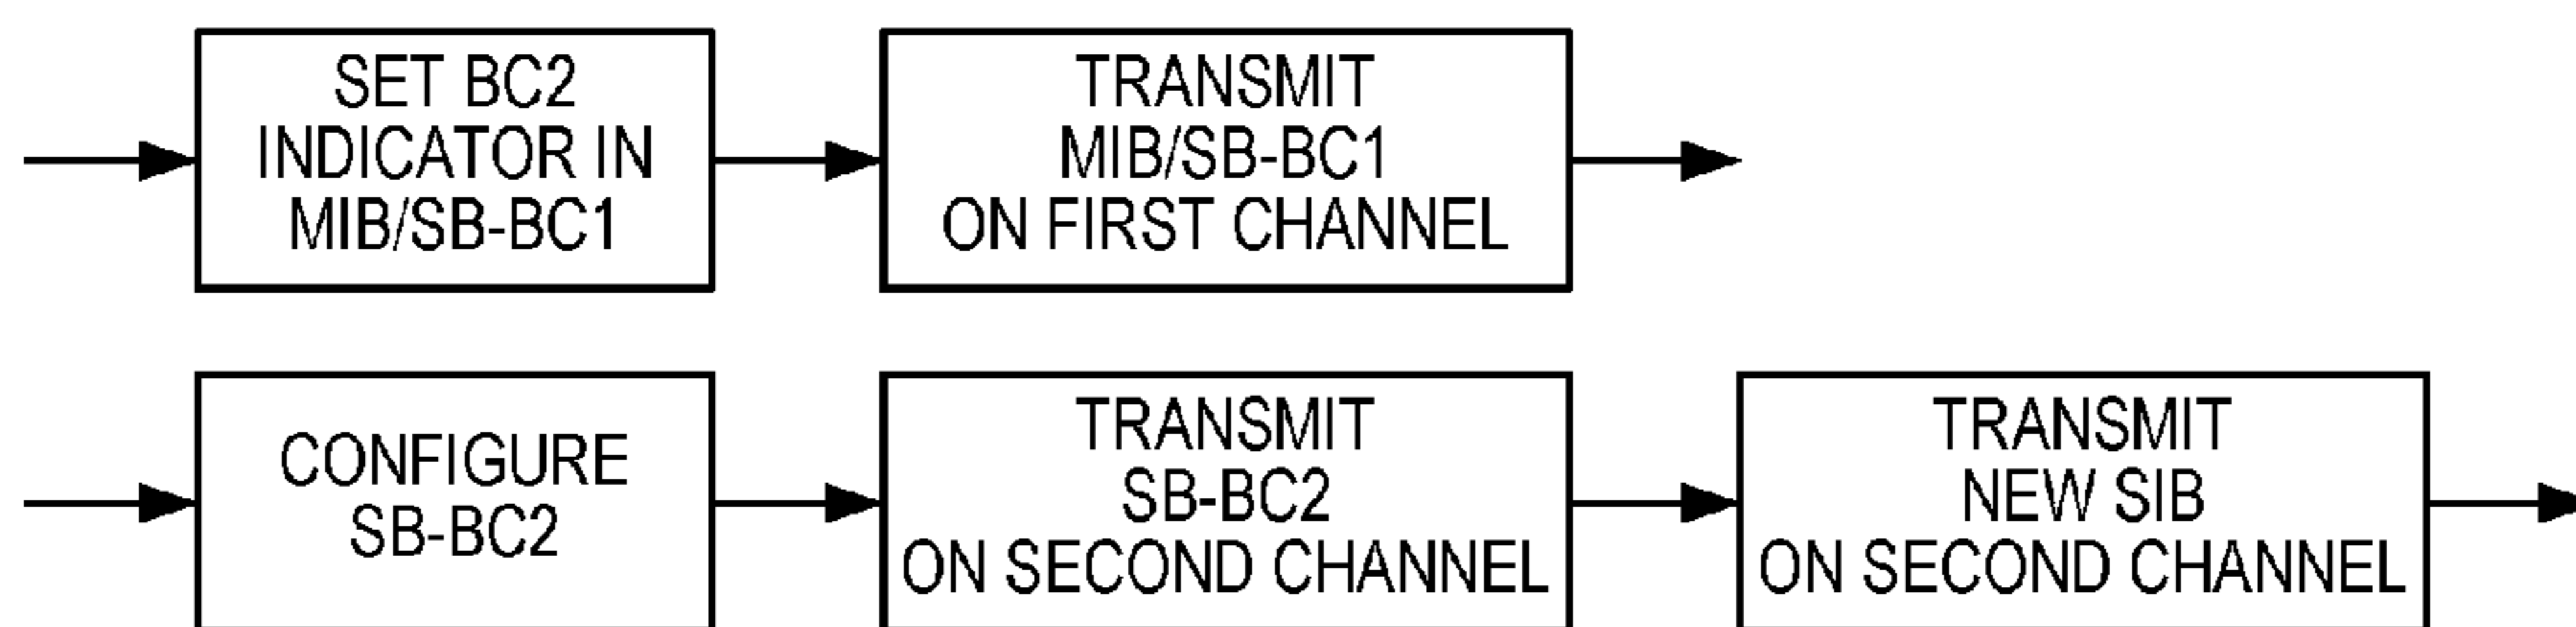 SET BC2
INDICATOR IN
MIB/SB-BC1
TRANSMIT
MIB/SB-BC1
ON FIRST CHANNEL
CONFIGURE
SB-BC2
TRANSMIT
SB-BC2
ON SECOND CHANNEL
TRANSMIT
NEW SIB
ON SECOND CHANNEL